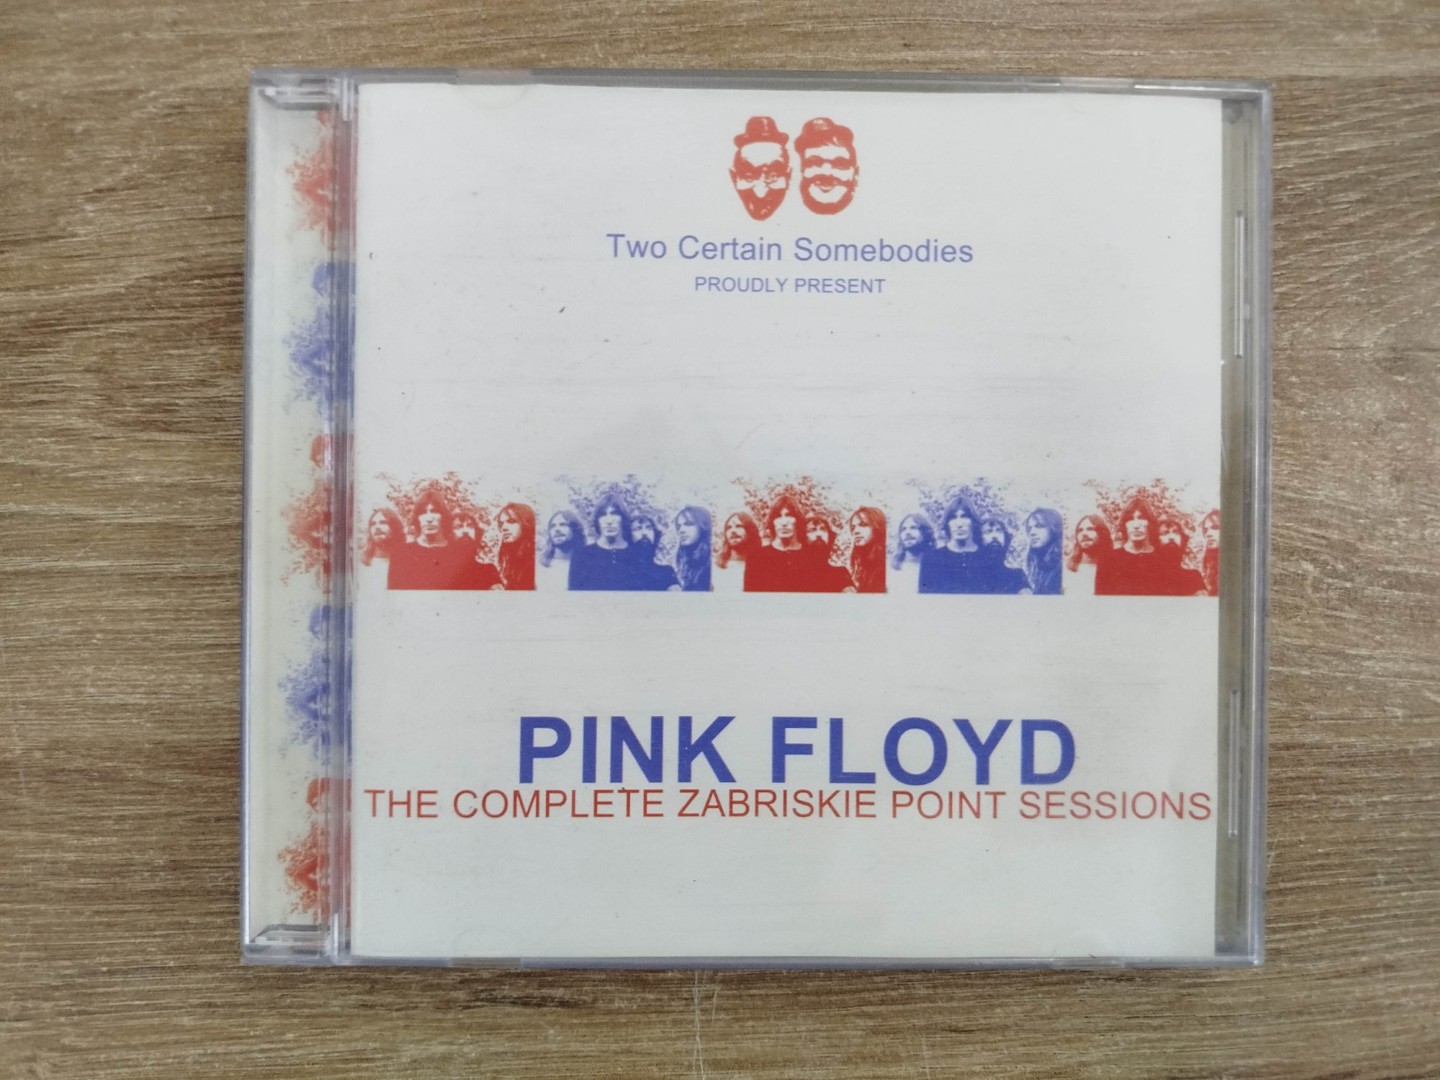 Two Certain Somebodies
PROUDLY PRESENT
PINK FLOYD
THE COMPLETE ZABRISKIE POINT SESSIONS